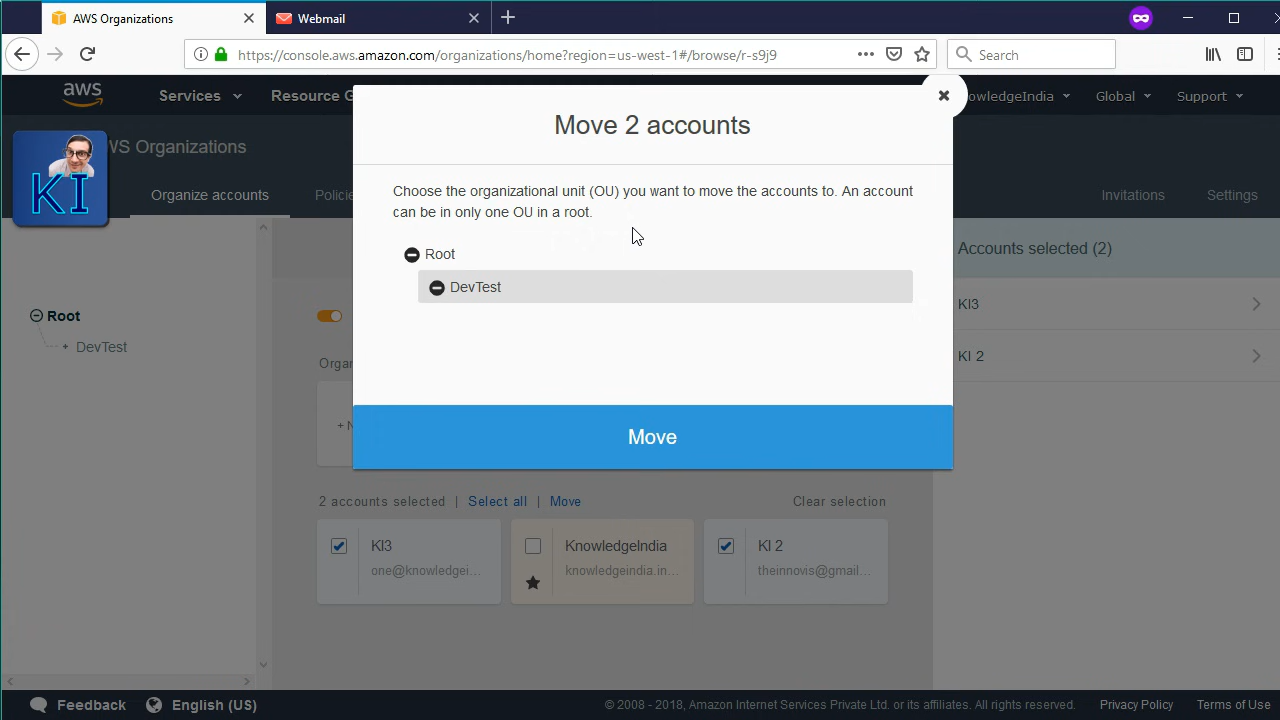 AWS Organizations
Webmail
https://console.aws.amazon.com/organizations/home?region=us-west-1#/browse/r-s9j9
Search
aws
Services
Resource G
owledgeIndia
Global
Support
Move 2 accounts
KI
WS Organizations
Organize accounts
Policie
Invitations
Settings
Choose the organizational unit (OU) you want to move the accounts to. An account
can be in only one OU in a root.
Accounts selected (2)
Root
DevTest
KI3
KI 2
Root
DevTest
Organ
+ N
Move
2 accounts selected | Select all | Move
Clear selection
KI3
one@knowledgei...
KnowledgeIndia
knowledgeindia.in...
KI 2
theinnovis@gmail...
Feedback
English (US)
© 2008 - 2018, Amazon Internet Services Private Ltd. or its affiliates. All rights reserved.
Privacy Policy
Terms of Use